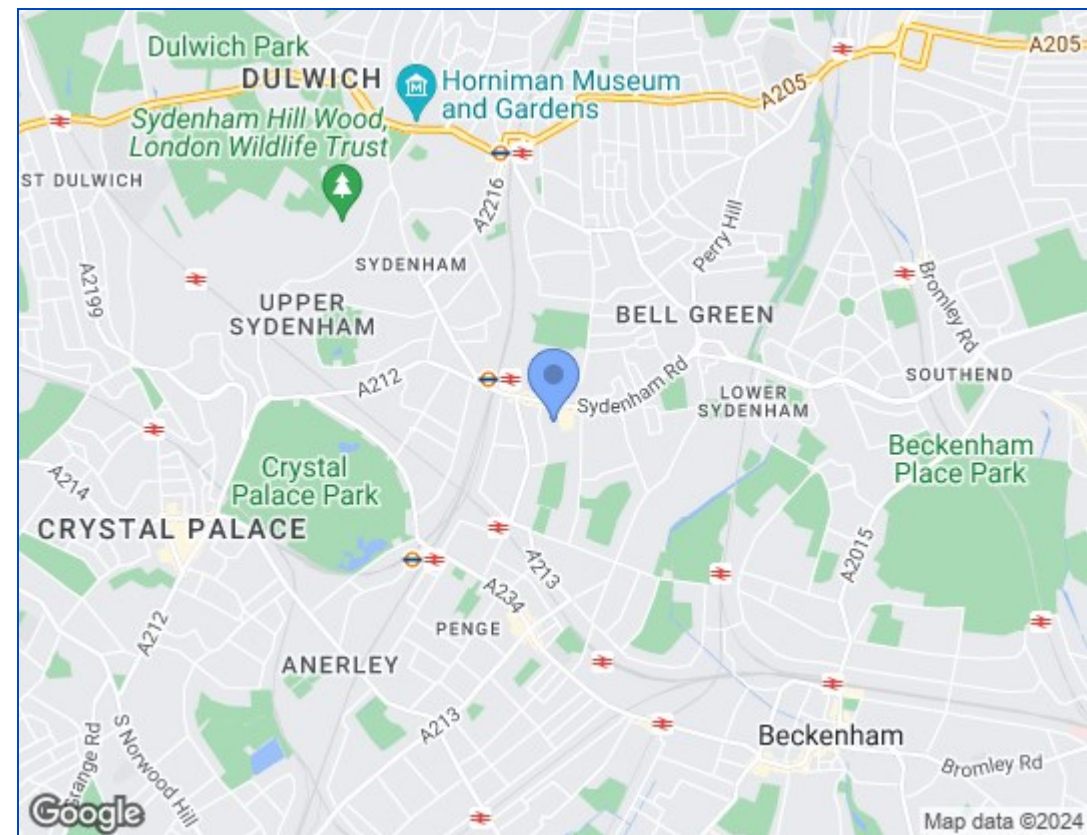 Dulwich Park
DULWICH
Horniman Museum
and Gardens
A205
A205
Sydenham Hill Wood,
London Wildlife Trust
ST DULWICH
A2216
Perry Hill
SYDENHAM
A2199
UPPER
SYDENHAM
BELL GREEN
Bromley Rd
A212
Sydenham Rd
SOUTHEND
LOWER
SYDENHAM
Beckenham
Place Park
Crystal
Palace Park
A214
CRYSTAL PALACE
A213
A2015
A234
A212
PENGE
ANERLEY
A213
S Norwood Hill
Grange Rd
Beckenham
Bromley Rd
Google
Map data ©2024